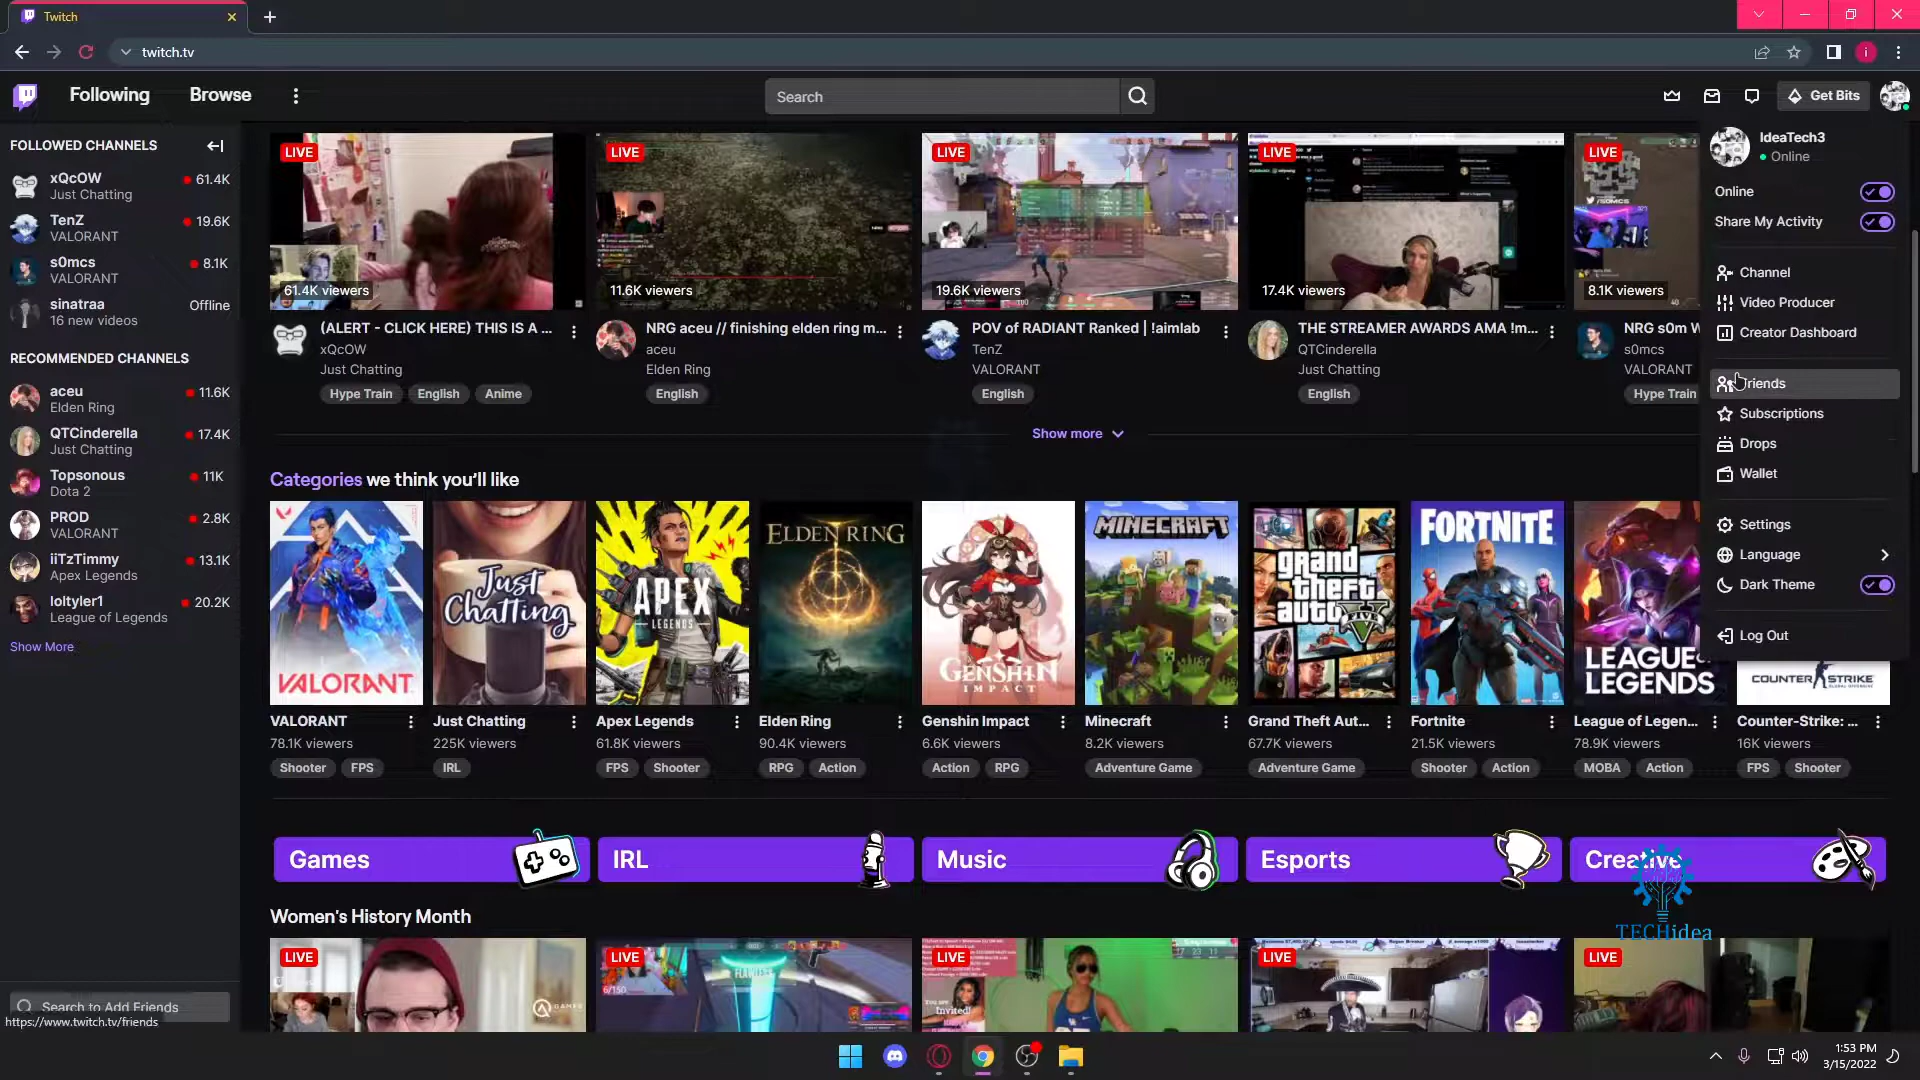 Twitch
twitch.tv
Following
Browse
Search
Get Bits
FOLLOWED CHANNELS
xQcOW
61.4K
Just Chatting
TenZ
19.6K
VALORANT
s0mcs
8.1K
VALORANT
sinatraa
Offline
16 new videos
RECOMMENDED CHANNELS
aceu
11.6K
Elden Ring
QTCinderella
17.4K
Just Chatting
Topsonous
11K
Dota 2
PROD
2.8K
VALORANT
iiTzTimmy
13.1K
Apex Legends
loltyler1
20.2K
League of Legends
Show More
Search to Add Friends
https://www.twitch.tv/friends
LIVE
61.4K viewers
(ALERT - CLICK HERE) THIS IS A ...
xQcOW
Just Chatting
Hype Train English Anime
LIVE
11.6K viewers
NRG aceu // finishing elden ring m...
aceu
Elden Ring
English
LIVE
19.6K viewers
POV of RADIANT Ranked | !aimlab
TenZ
VALORANT
English
LIVE
17.4K viewers
THE STREAMER AWARDS AMA !m...
QTCinderella
Just Chatting
English
LIVE
/SOMCS
8.1K viewers
NRG s0m W
s0mcs
VALORANT
Hype Train
Show more
Categories we think you'll like
VALORANT
VALORANT
78.1K viewers
Shooter FPS
Just Chatting
Just Chatting
225K viewers
IRL
APEX
LEGENDS
Apex Legends
61.8K viewers
FPS Shooter
ELDEN RING
Elden Ring
90.4K viewers
RPG Action
GENSHIN
IMPACT
Genshin Impact
6.6K viewers
Action RPG
MINECRAFT
Minecraft
8.2K viewers
Adventure Game
grand
theft
auto
FIVE
Grand Theft Aut...
67.7K viewers
Adventure Game
FORTNITE
Fortnite
21.5K viewers
Shooter Action
LEAGUE
LEGENDS
League of Legen...
78.9K viewers
MOBA Action
COUNTER STRIKE
Counter-Strike: ...
16K viewers
FPS Shooter
Games
IRL
Music
Esports
Creative
Women's History Month
LIVE
GAMES
LIVE
6/150
FLAWLESS
LIVE
You are
Invited!
LIVE
LIVE
IdeaTech3
Online
Online
Share My Activity
Channel
Video Producer
Creator Dashboard
Friends
Subscriptions
Drops
Wallet
Settings
Language
Dark Theme
Log Out
TECHidea
1:53 PM
3/15/2022